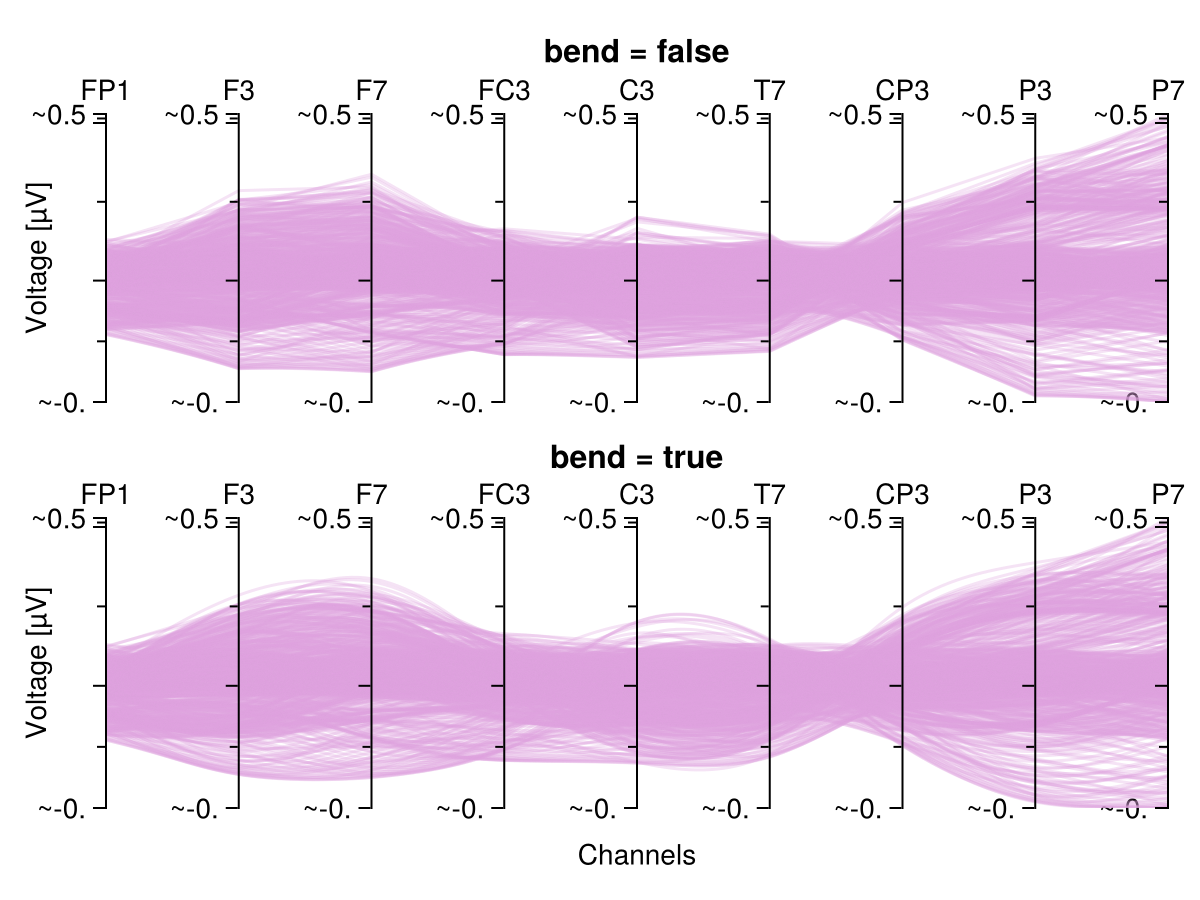 bend = false
FP1 F3 F7 FC3 C3 T7 CP3 P3 P7
~0.5 ~0.5 ~0.5 ~0.5 ~0.5 ~0.5 ~0.5 ~0.5 ~0.5
Voltage [µV]
~-0. ~-0. ~-0. ~-0. ~-0. ~-0. ~-0. ~-0. ~-0.
bend = true
FP1 F3 F7 FC3 C3 T7 CP3 P3 P7
~0.5 ~0.5 ~0.5 ~0.5 ~0.5 ~0.5 ~0.5 ~0.5 ~0.5
Voltage [µV]
~-0. ~-0. ~-0. ~-0. ~-0. ~-0. ~-0. ~-0. ~-0.
Channels